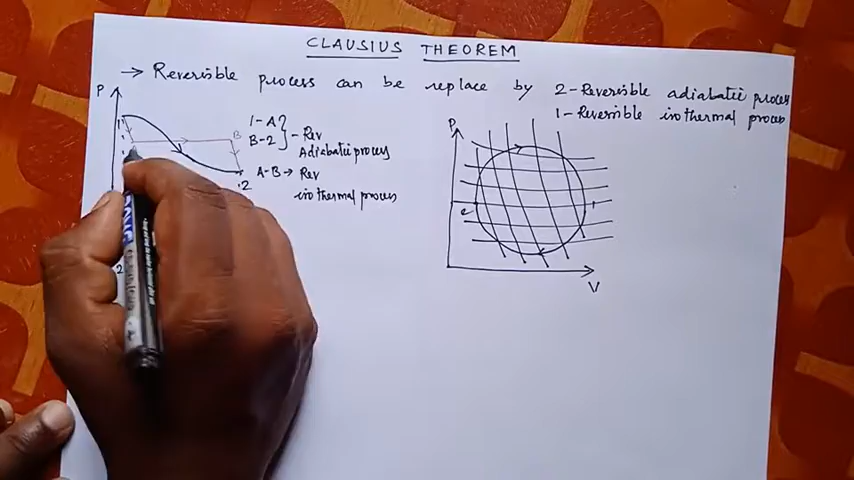 CLAUSIUS THEOREM
→ Reversible process can be replace by 2-Reversible adiabatic process
1-Reversible isothermal process
P
1
B
2
1-A
B-2
- Rev
Adiabatic process
A-B → Rev
isothermal process
P
V